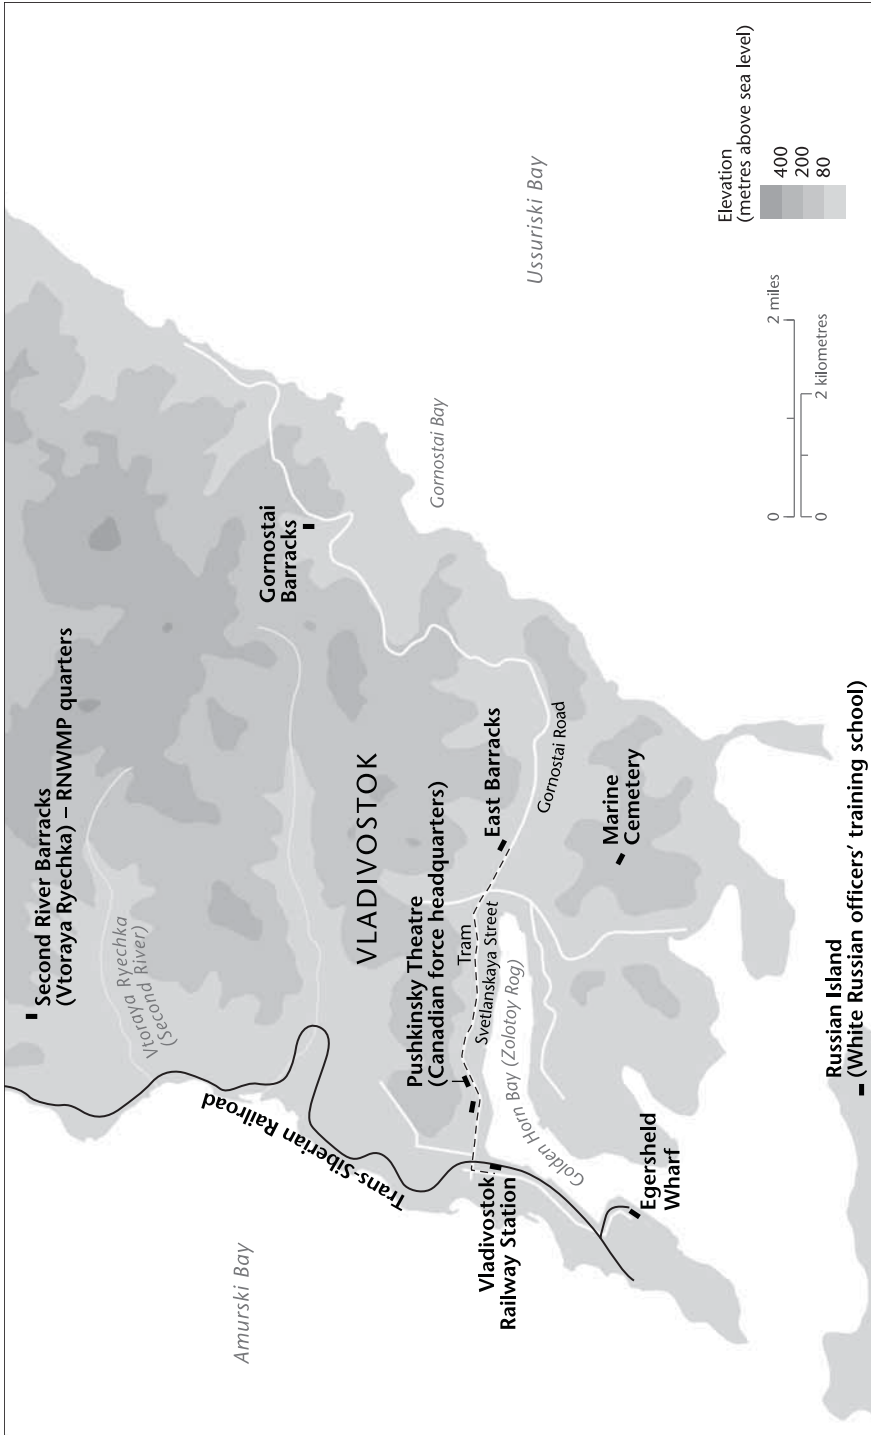 Second River Barracks
(Vtoraya Ryechka) – RNWMP quarters
Vtoraya Ryechka
(Second River)
Trans-Siberian Railroad
Amurski Bay
Gornostai
Barracks
VLADIVOSTOK
Pushkinsky Theatre
(Canadian force headquarters)
Tram
Svetlanskaya Street
East Barracks
Gornostai Road
Gornostai Bay
Ussuriski Bay
Vladivostok
Railway Station
Golden Horn Bay (Zolotoy Rog)
Egersheld
Wharf
Marine
Cemetery
Russian Island
(White Russian officers’ training school)
0
2 miles
0
2 kilometres
Elevation
(metres above sea level)
400
200
80